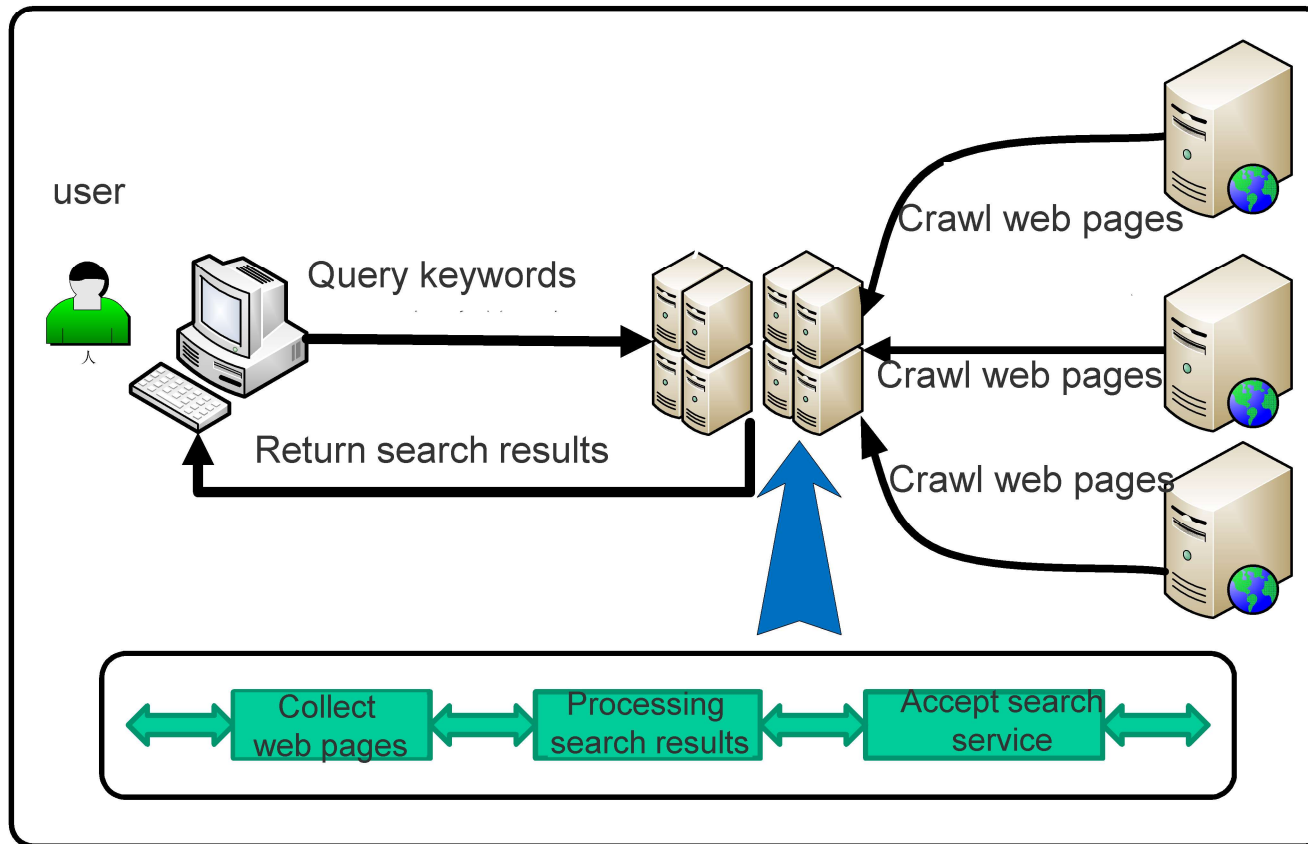 user
人
Query keywords
Return search results
Crawl web pages
Crawl web pages
Crawl web pages
Collect
web pages
Processing
search results
Accept search
service